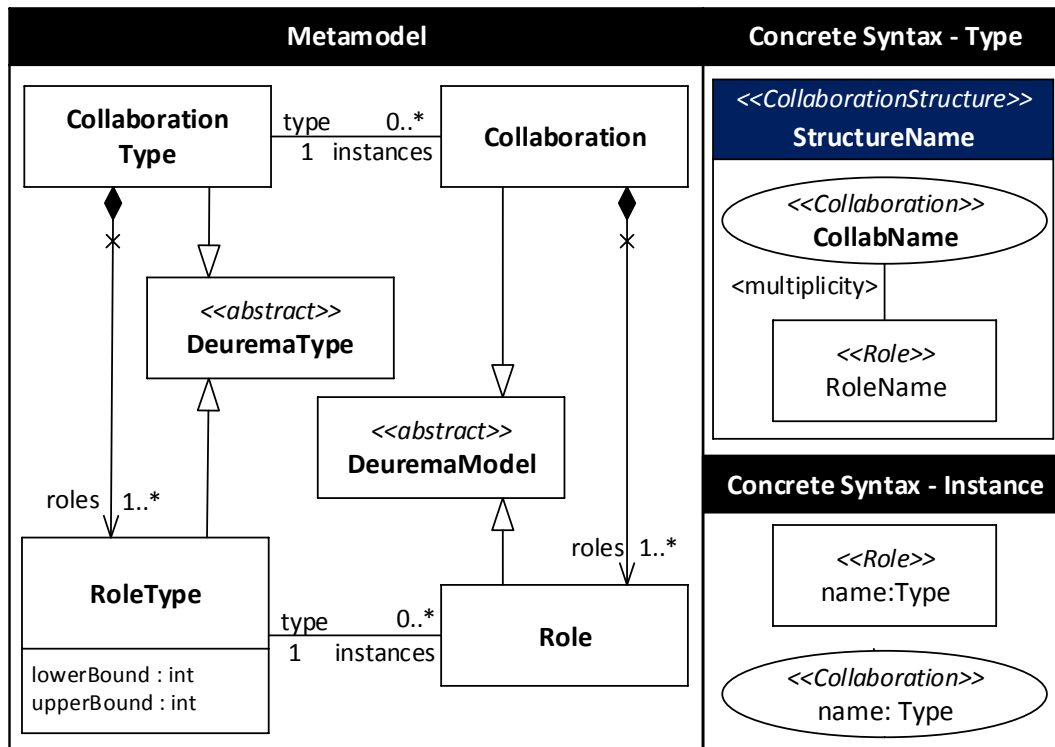 Metamodel
Collaboration
Type
type 0..*
1 instances
Collaboration
<<abstract>>
DeuremaType
<<abstract>>
DeuremaModel
roles 1..*
roles 1..*
RoleType
lowerBound : int
upperBound : int
type 0..*
1 instances
Role
Concrete Syntax - Type
<<CollaborationStructure>>
StructureName
<<Collaboration>>
CollabName
<multiplicity>
<<Role>>
RoleName
Concrete Syntax - Instance
<<Role>>
name:Type
<<Collaboration>>
name: Type